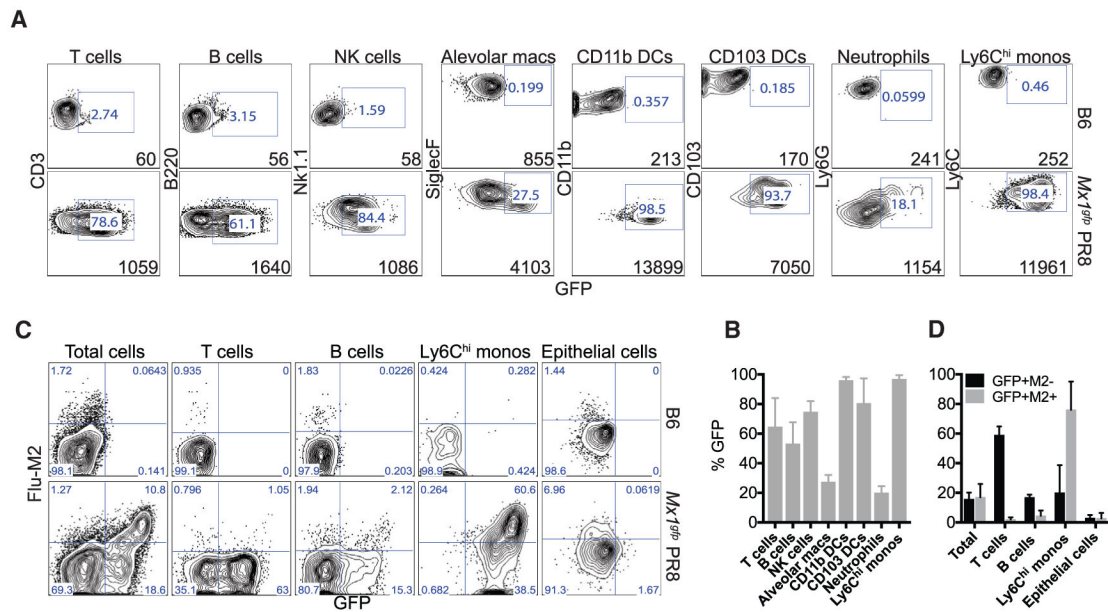 A
T cells B cells NK cells Alevolar macs CD11b DCs CD103 DCs Neutrophils Ly6Chi monos
CD3 B220 Nk1.1 SiglecF CD11b CD103 Ly6G Ly6C
2.74 3.15 1.59 0.199 0.357 0.185 0.0599 0.46
B6
60 56 58 855 213 170 241 252
78.6 61.1 84.4 27.5 98.5 93.7 18.1 98.4
Mx1gfp PR8
1059 1640 1086 4103 13899 7050 1154 11961
GFP
C
Total cells T cells B cells Ly6Chi monos Epithelial cells
Flu-M2
1.72 0.0643 0.935 0 1.83 0.0226 0.424 0.282 1.44 0
B6
98.1 0.141 99.1 0 97.9 0.203 98.9 0.424 98.6 0
1.27 10.8 0.796 1.05 1.94 2.12 0.264 60.6 6.96 0.0619
Mx1gfp PR8
69.3 18.6 35.1 63 80.7 15.3 0.682 38.5 91.3 1.67
GFP
B
% GFP
100
80
60
40
20
0
T cells
B cells
NK cells
Alveolar macs
CD11b DCs
CD103 DCs
Neutrophils
Ly6Chi monos
D
GFP+M2-
GFP+M2+
100
80
60
40
20
0
Total
T cells
B cells
Ly6Chi monos
Epithelial cells